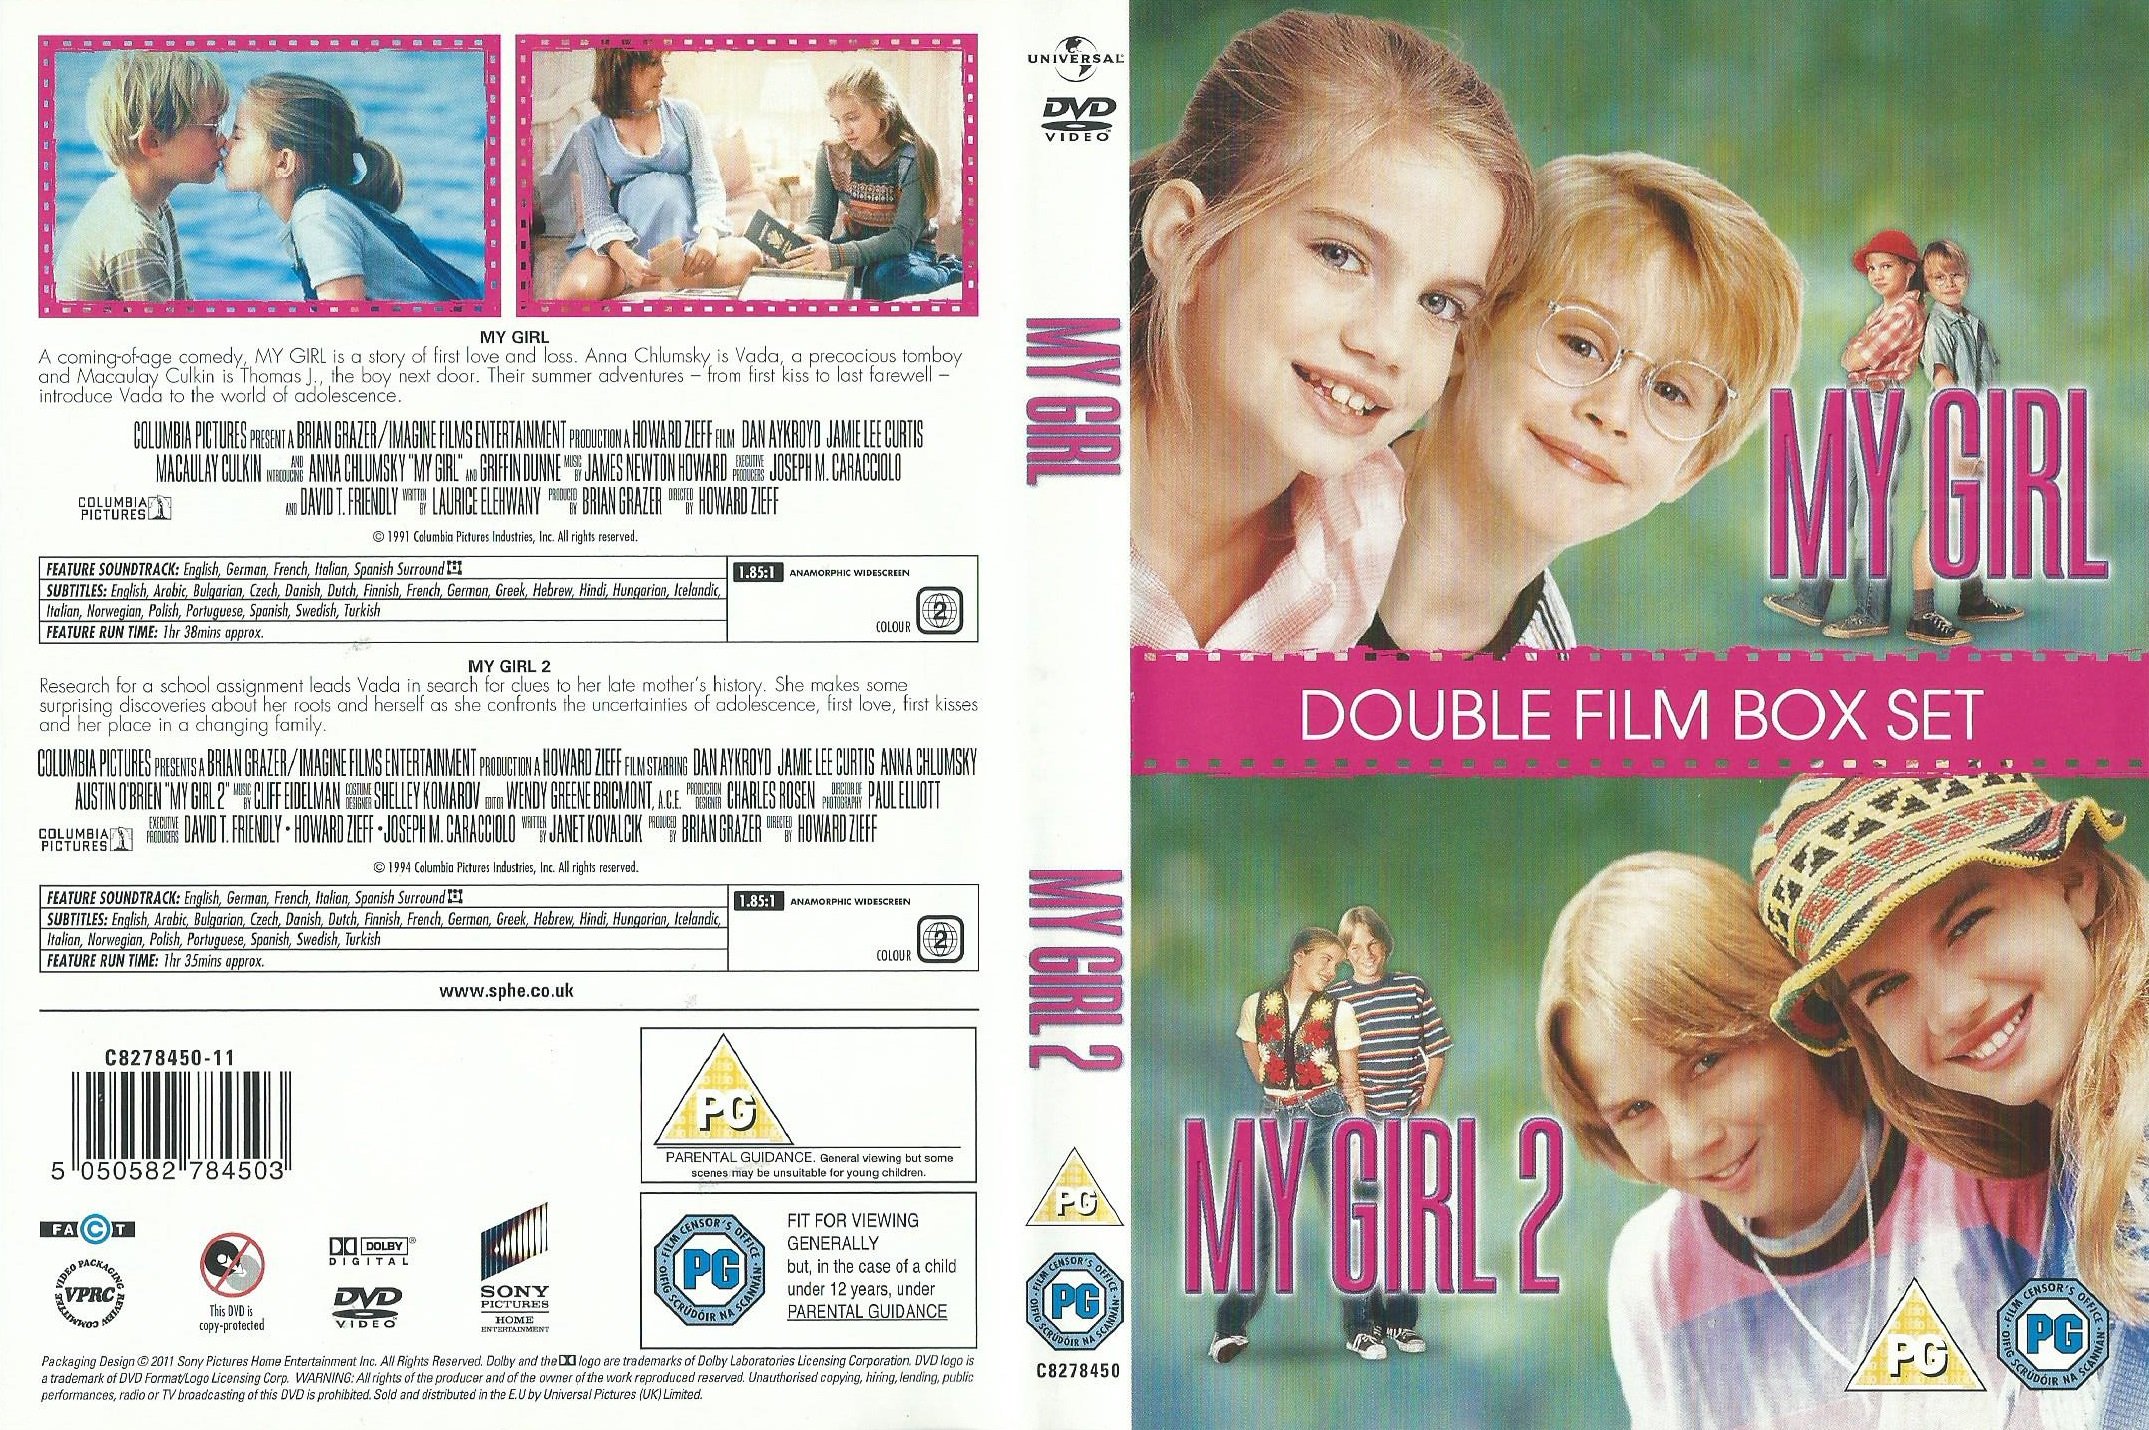 MY GIRL
A coming-of-age comedy, MY GIRL is a story of first love and loss. Anna Chlumsky is Vada, a precocious tomboy
and Macaulay Culkin is Thomas J., the boy next door. Their summer adventures – from first kiss to last farewell –
introduce Vada to the world of adolescence.
COLUMBIA PICTURES PRESENT A BRIAN GRAZER/IMAGINE FILMS ENTERTAINMENT PRODUCTION A HOWARD ZIEFF FILM DAN AYKROYD JAMIE LEE CURTIS
MACAULAY CULKIN AND INTRODUCING ANNA CHLUMSKY "MY GIRL" AND GRIFFIN DUNNE MUSIC BY JAMES NEWTON HOWARD EXECUTIVE PRODUCERS JOSEPH M. CARACCIOLO
COLUMBIA PICTURES AND DAVID T. FRIENDLY WRITTEN BY LAURICE ELEHWANY PRODUCED BY BRIAN GRAZER DIRECTED BY HOWARD ZIEFF
© 1991 Columbia Pictures Industries, Inc. All rights reserved.
FEATURE SOUNDTRACK: English, German, French, Italian, Spanish Surround
SUBTITLES: English, Arabic, Bulgarian, Czech, Danish, Dutch, Finnish, French, German, Greek, Hebrew, Hindi, Hungarian, Icelandic,
Italian, Norwegian, Polish, Portuguese, Spanish, Swedish, Turkish
FEATURE RUN TIME: 1hr 38mins approx.
1.85:1 ANAMORPHIC WIDESCREEN
COLOUR 2
MY GIRL 2
Research for a school assignment leads Vada in search for clues to her late mother's history. She makes some
surprising discoveries about her roots and herself as she confronts the uncertainties of adolescence, first love, first kisses
and her place in a changing family.
COLUMBIA PICTURES PRESENTS A BRIAN GRAZER/IMAGINE FILMS ENTERTAINMENT PRODUCTION A HOWARD ZIEFF FILM STARRING DAN AYKROYD JAMIE LEE CURTIS ANNA CHLUMSKY
AUSTIN O'BRIEN "MY GIRL 2" MUSIC BY CLIFF EIDELMAN COSTUME DESIGNER SHELLEY KOMAROV EDITOR WENDY GREENE BRICMONT, A.C.E. PRODUCTION DESIGNER CHARLES ROSEN DIRECTOR OF PHOTOGRAPHY PAUL ELLIOTT
COLUMBIA PICTURES EXECUTIVE PRODUCERS DAVID T. FRIENDLY • HOWARD ZIEFF • JOSEPH M. CARACCIOLO WRITTEN BY JANET KOVALCIK PRODUCED BY BRIAN GRAZER DIRECTED BY HOWARD ZIEFF
© 1994 Columbia Pictures Industries, Inc. All rights reserved.
FEATURE SOUNDTRACK: English, German, French, Italian, Spanish Surround
SUBTITLES: English, Arabic, Bulgarian, Czech, Danish, Dutch, Finnish, French, German, Greek, Hebrew, Hindi, Hungarian, Icelandic,
Italian, Norwegian, Polish, Portuguese, Spanish, Swedish, Turkish
FEATURE RUN TIME: 1hr 35mins approx.
1.85:1 ANAMORPHIC WIDESCREEN
COLOUR 2
www.sphe.co.uk
C8278450-11
5 050582 784503
FACT
VIDEO PACKAGING REVIEW COMMITTEE
VPRC
This DVD is
copy-protected
DOLBY®
DIGITAL
DVD
VIDEO™
SONY
PICTURES
HOME
ENTERTAINMENT
PG
PARENTAL GUIDANCE. General viewing but some
scenes may be unsuitable for young children.
FILM CENSOR'S OFFICE
PG
OIFIG SCRÚDÓIR NA SCANNÁN
FIT FOR VIEWING
GENERALLY
but, in the case of a child
under 12 years, under
PARENTAL GUIDANCE
Packaging Design © 2011 Sony Pictures Home Entertainment Inc. All Rights Reserved. Dolby and the logo are trademarks of Dolby Laboratories Licensing Corporation. DVD logo is
a trademark of DVD Format/Logo Licensing Corp. WARNING: All rights of the producer and of the owner of the work reproduced reserved. Unauthorised copying, hiring, lending, public
performances, radio or TV broadcasting of this DVD is prohibited. Sold and distributed in the E.U by Universal Pictures (UK) Limited.
UNIVERSAL
DVD
VIDEO™
MY GIRL
MY GIRL 2
PG
FILM CENSOR'S OFFICE
PG
OIFIG SCRÚDÓIR NA SCANNÁN
C8278450
MY GIRL
DOUBLE FILM BOX SET
MY GIRL 2
PG
FILM CENSOR'S OFFICE
PG
OIFIG SCRÚDÓIR NA SCANNÁN